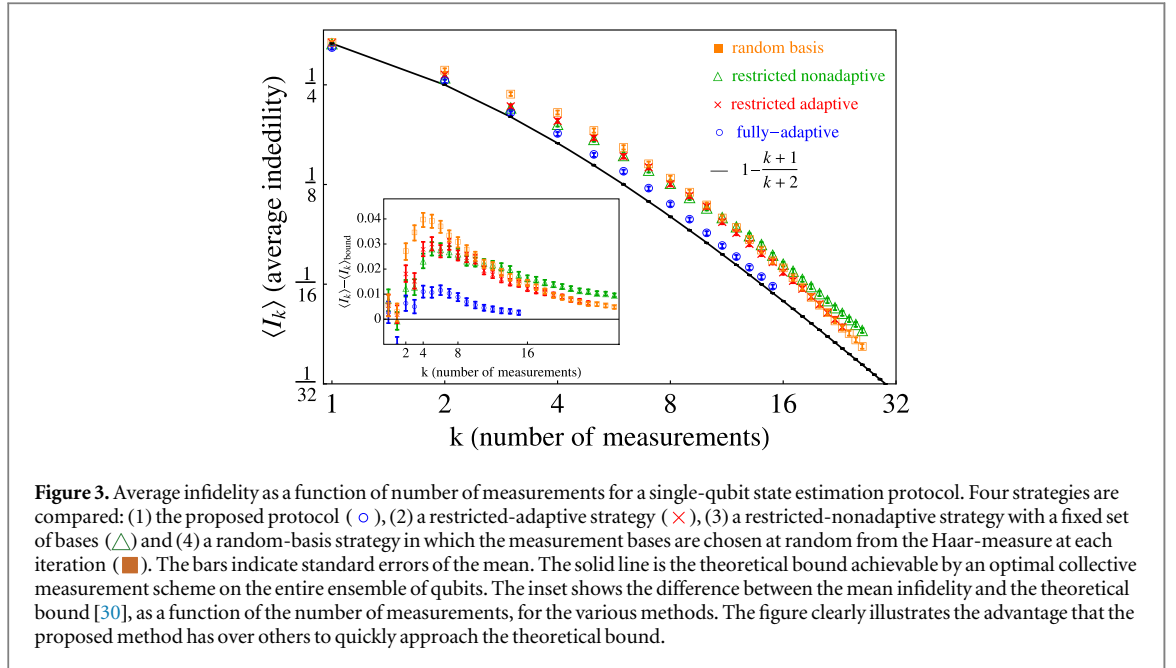 random basis
restricted nonadaptive
restricted adaptive
fully−adaptive
1−(k+1)/(k+2)
⟨I_k⟩ (average indedility)
1/4
1/8
1/16
1/32
1 2 4 8 16 32
k (number of measurements)
⟨I_k⟩−⟨I_k⟩bound
0.04
0.03
0.02
0.01
0
2 4 8 16
k (number of measurements)
Figure 3. Average infidelity as a function of number of measurements for a single-qubit state estimation protocol. Four strategies are
compared: (1) the proposed protocol (○), (2) a restricted-adaptive strategy (×), (3) a restricted-nonadaptive strategy with a fixed set
of bases (△) and (4) a random-basis strategy in which the measurement bases are chosen at random from the Haar-measure at each
iteration (■). The bars indicate standard errors of the mean. The solid line is the theoretical bound achievable by an optimal collective
measurement scheme on the entire ensemble of qubits. The inset shows the difference between the mean infidelity and the theoretical
bound [30], as a function of the number of measurements, for the various methods. The figure clearly illustrates the advantage that the
proposed method has over others to quickly approach the theoretical bound.